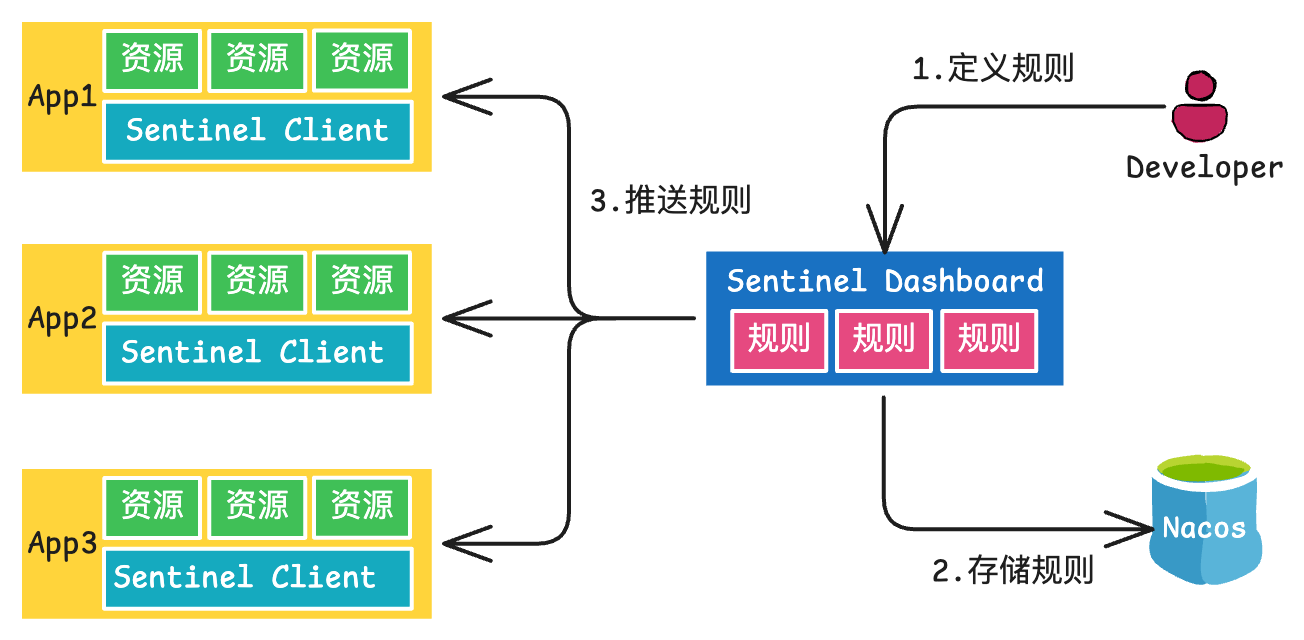 资源 资源 资源
App1
Sentinel Client
1.定义规则
Developer
3.推送规则
资源 资源 资源
App2
Sentinel Client
Sentinel Dashboard
规则 规则 规则
资源 资源 资源
App3
Sentinel Client
Nacos
2.存储规则